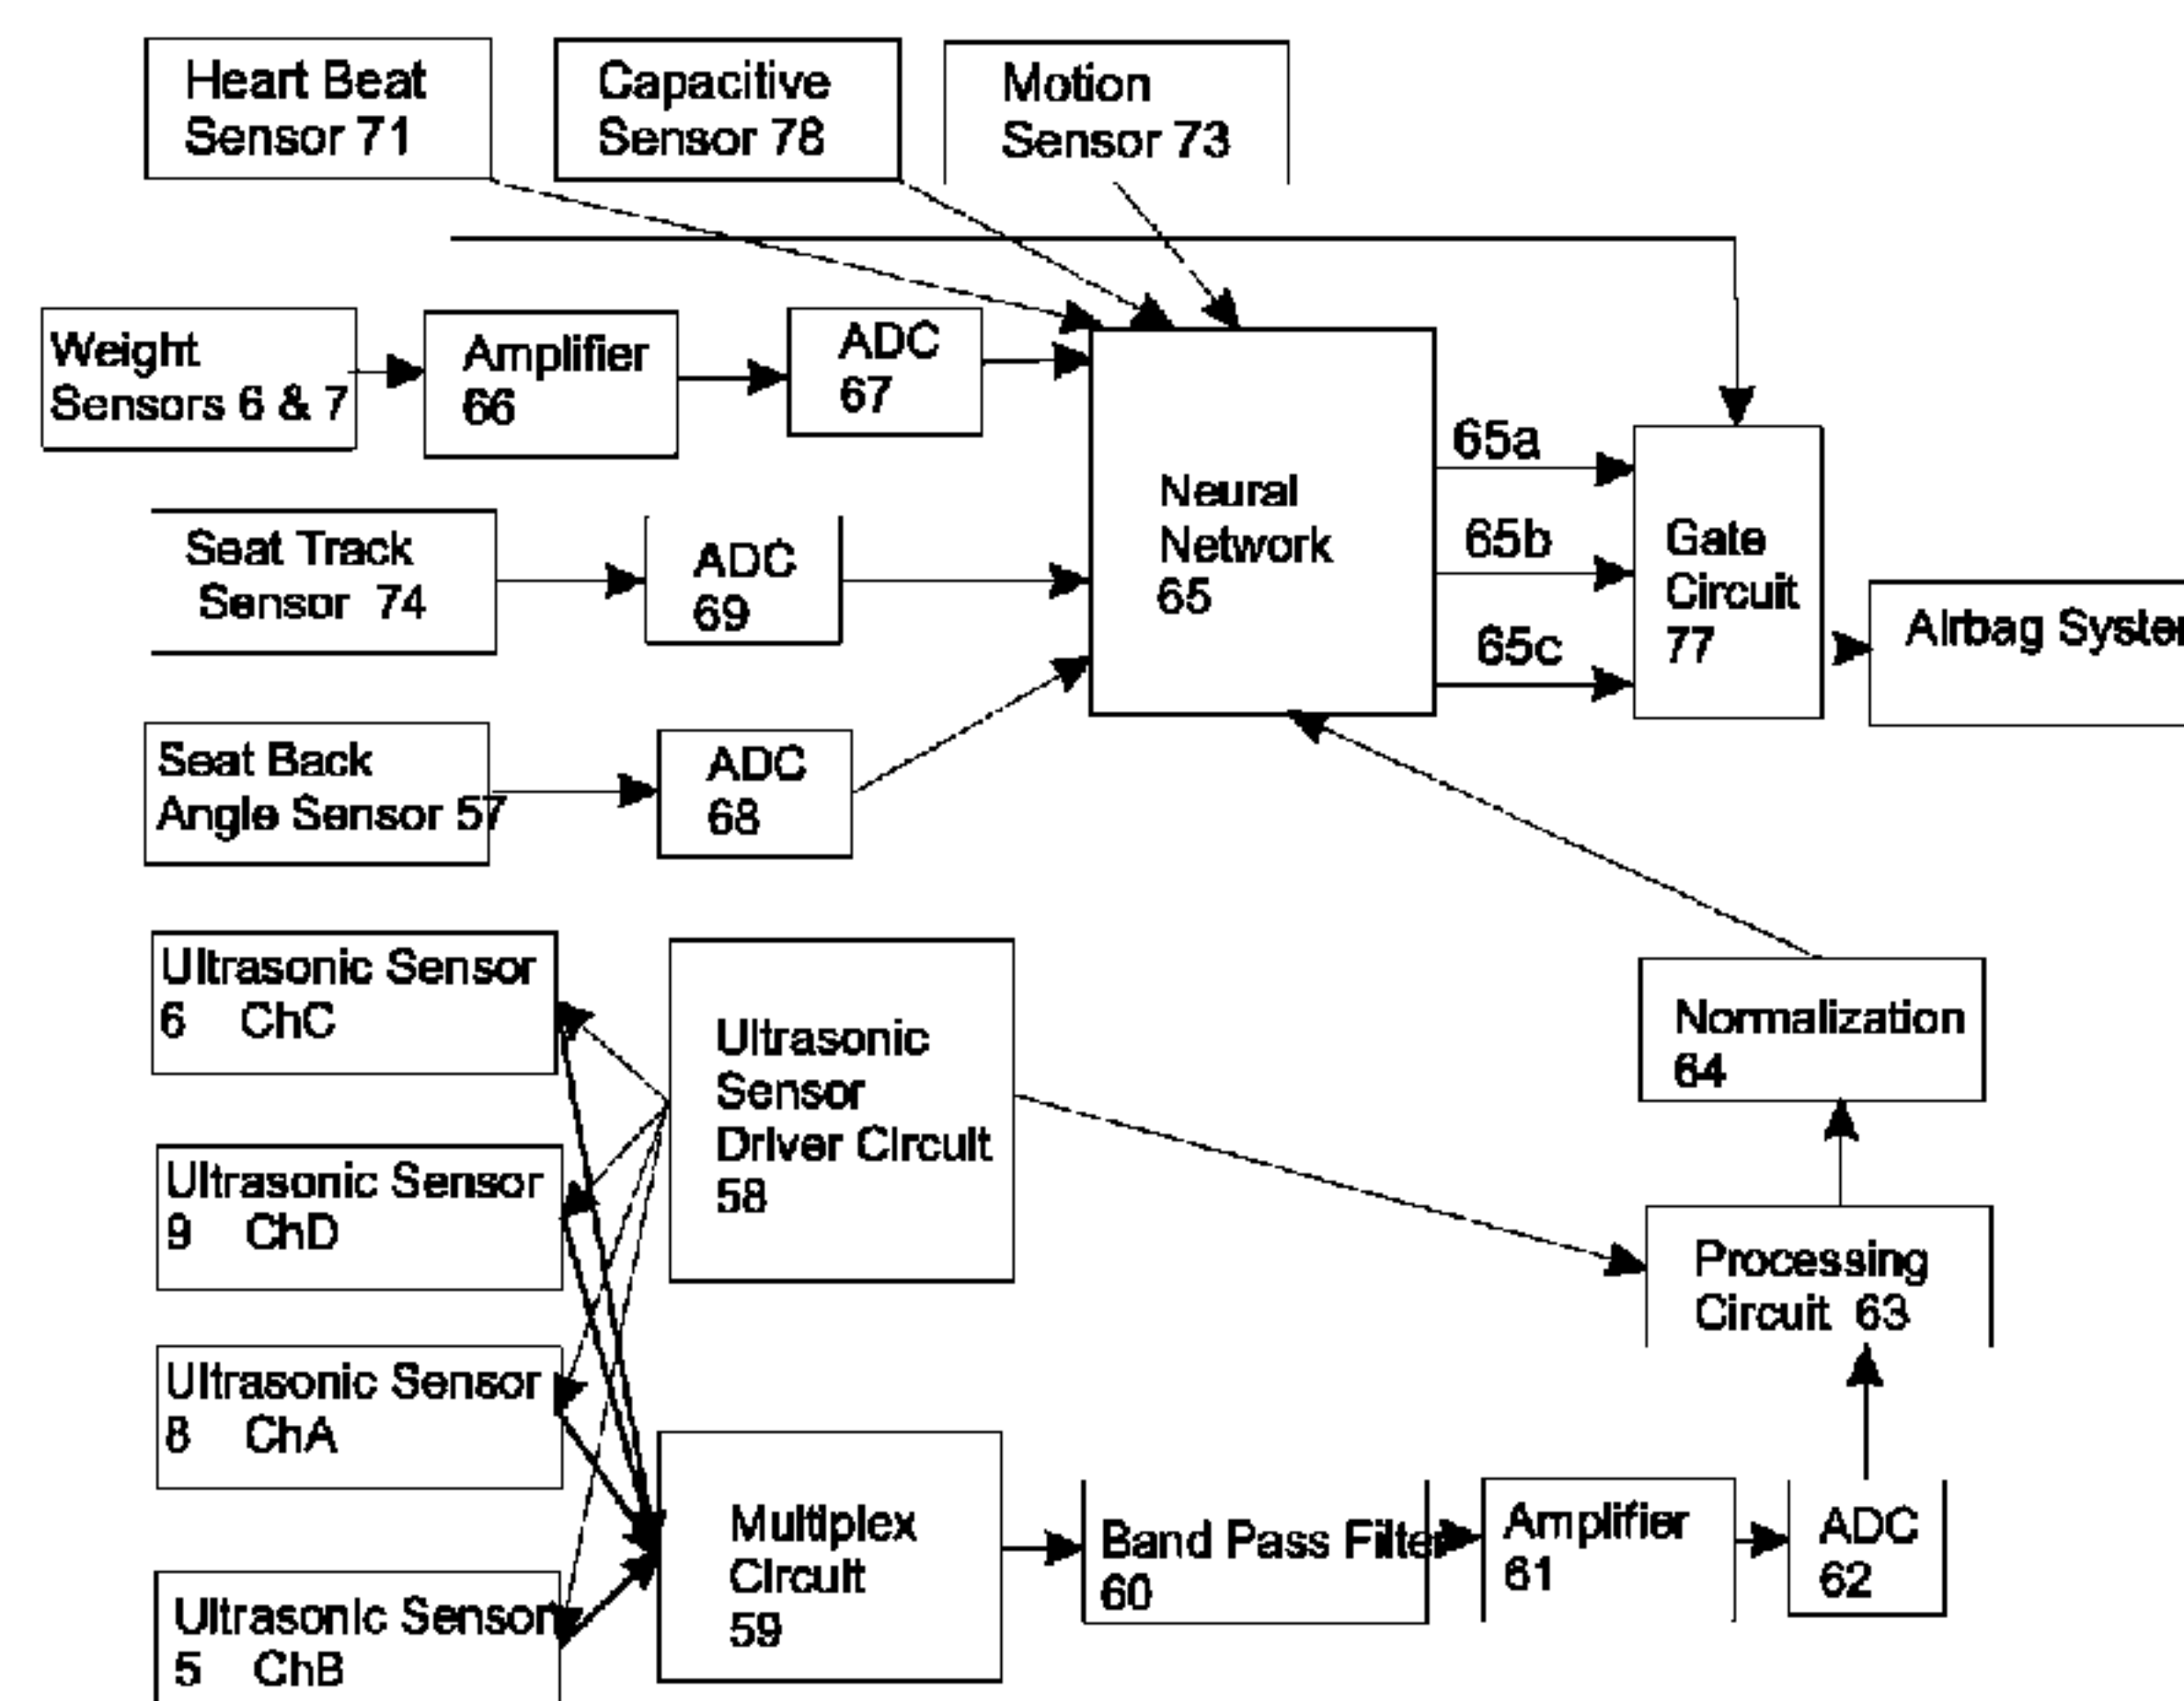 Heart Beat
Sensor 71
Capacitive
Sensor 78
Motion
Sensor 73
Weight
Sensors 6 & 7
Amplifier
66
ADC
67
Seat Track
Sensor 74
ADC
69
Neural
Network
65
65a
65b
65c
Gate
Circuit
77
Airbag System
Seat Back
Angle Sensor 57
ADC
68
Ultrasonic Sensor
6 ChC
Ultrasonic
Sensor
Driver Circuit
58
Normalization
64
Ultrasonic Sensor
9 ChD
Processing
Circuit 63
Ultrasonic Sensor
8 ChA
Multiplex
Circuit
59
Band Pass Filter
60
Amplifier
61
ADC
62
Ultrasonic Sensor
5 ChB